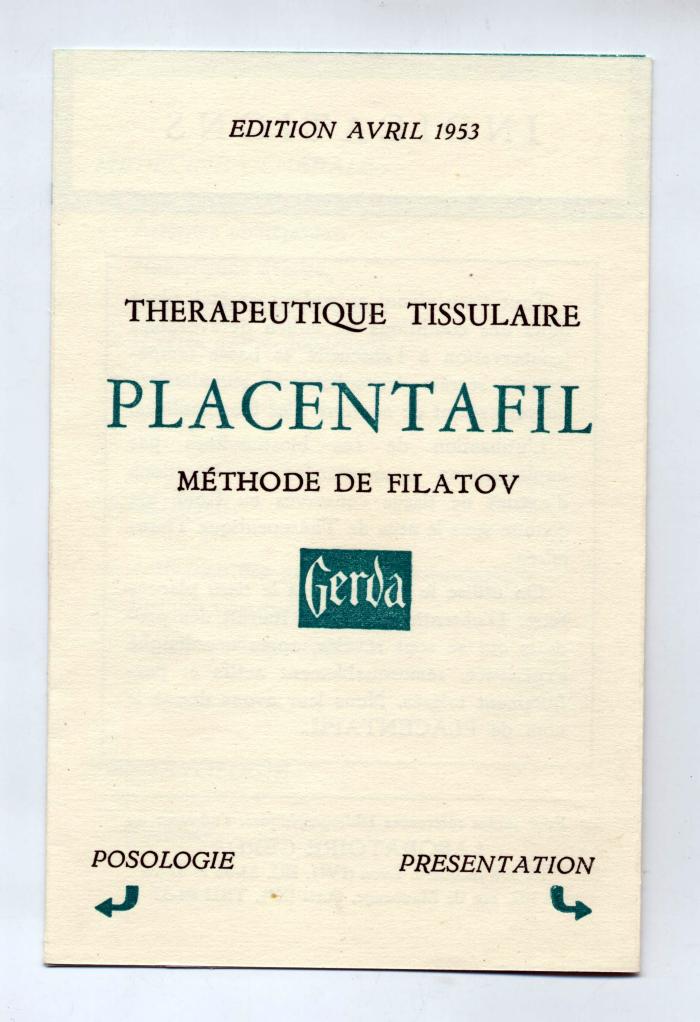 EDITION AVRIL 1953
THERAPEUTIQUE TISSULAIRE
PLACENTAFIL
MÉTHODE DE FILATOV
Gerda
POSOLOGIE
PRESENTATION